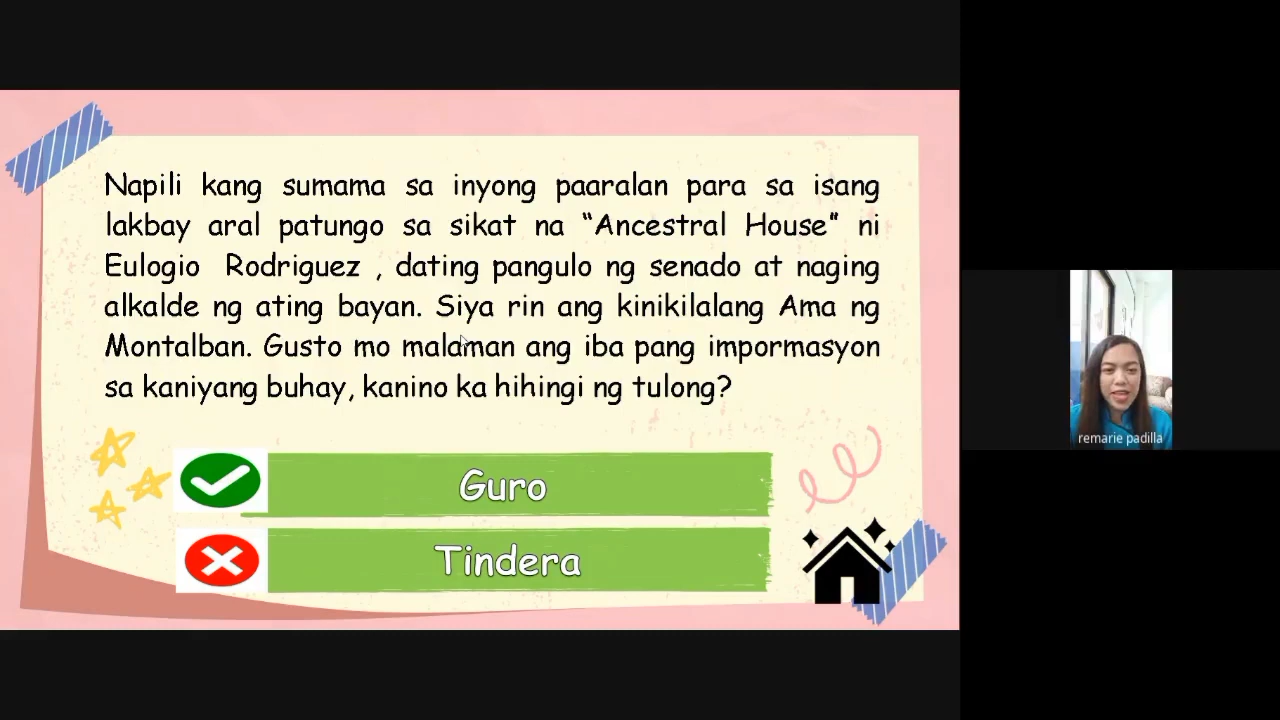 Napili kang sumama sa inyong paaralan para sa isang
lakbay aral patungo sa sikat na “Ancestral House” ni
Eulogio Rodriguez , dating pangulo ng senado at naging
alkalde ng ating bayan. Siya rin ang kinikilalang Ama ng
Montalban. Gusto mo malaman ang iba pang impormasyon
sa kaniyang buhay, kanino ka hihingi ng tulong?
Guro
Tindera
remarie padilla